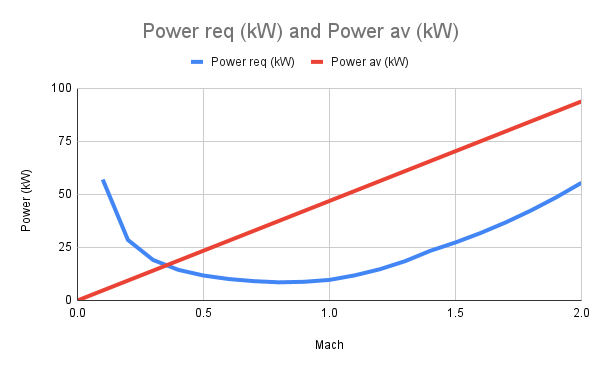 Power req (kW) and Power av (kW)
Power req (kW) Power av (kW)
Power (kW)
100
75
50
25
0
0.0 0.5 1.0 1.5 2.0
Mach